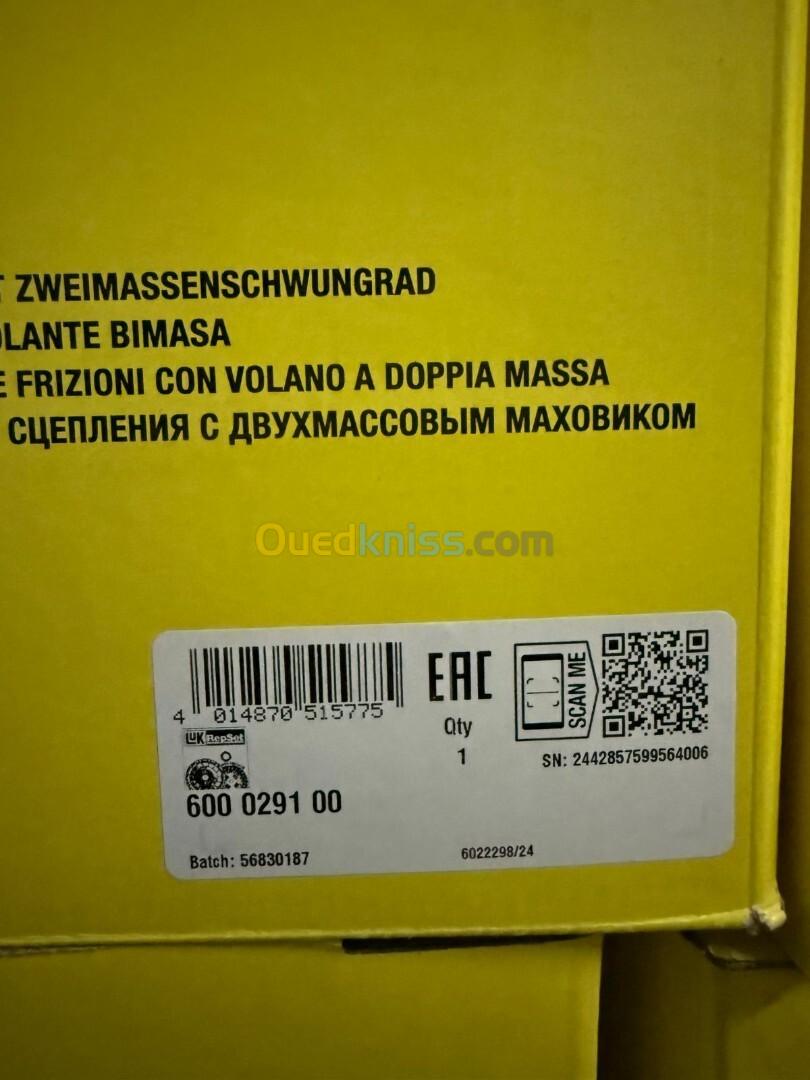 ZWEIMASSENSCHWUNGRAD
BIMASA
FRIZIONI CON VOLANO A DOPPIA MASSA
СЦЕПЛЕНИЯ С ДВУХМАССОВЫМ МАХОВИКОМ
Ouedkniss.com
4 014870 515775
EAC
Qty
1
SCAN ME
SN: 2442857599564006
LuK RepSet
600 0291 00
Batch: 56830187
6022298/24